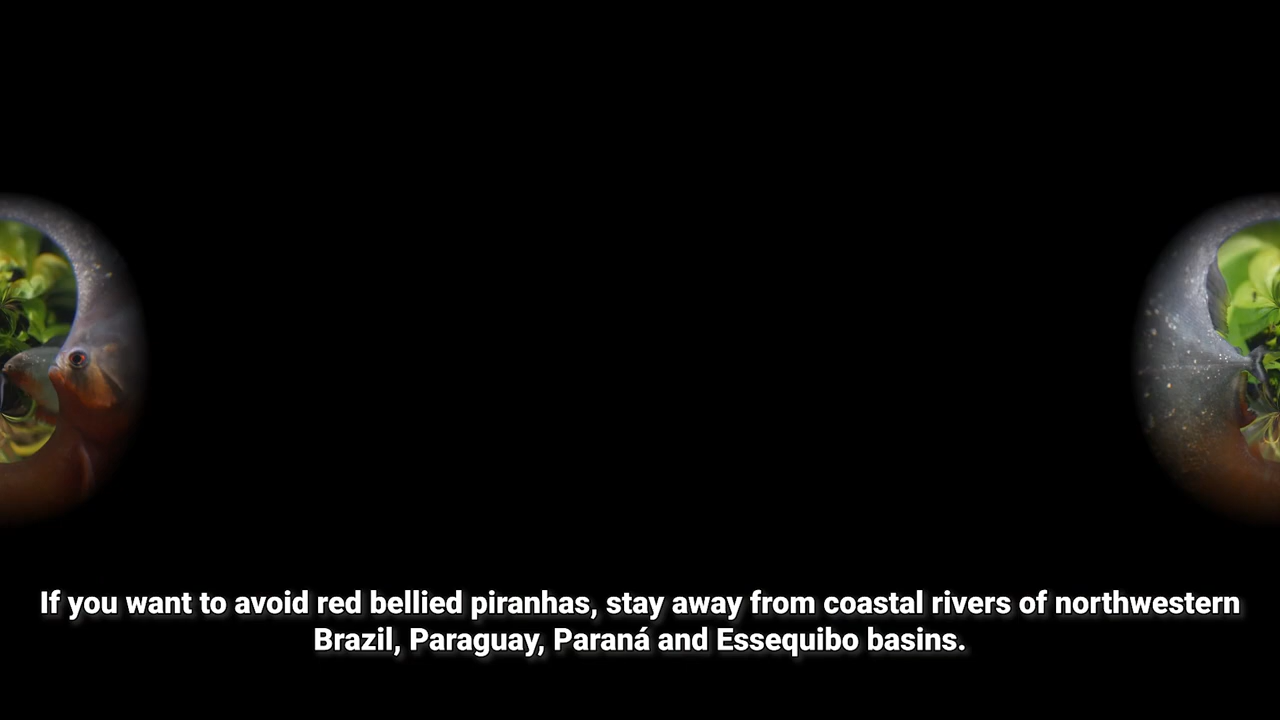 If you want to avoid red bellied piranhas, stay away from coastal rivers of northwestern
Brazil, Paraguay, Paraná and Essequibo basins.